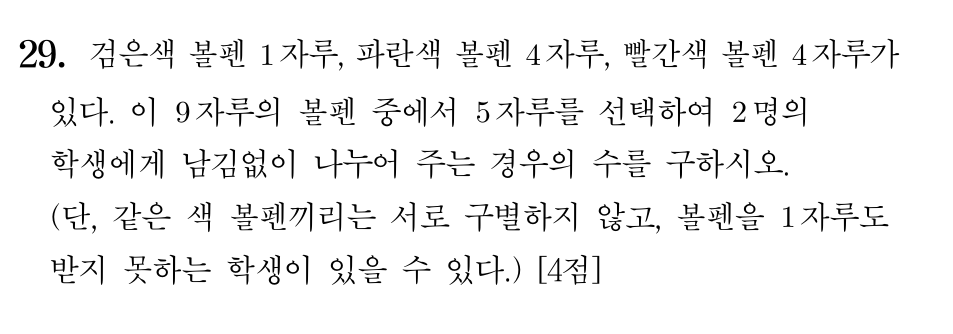 29. 검은색 볼펜 1자루, 파란색 볼펜 4자루, 빨간색 볼펜 4자루가
있다. 이 9자루의 볼펜 중에서 5자루를 선택하여 2명의
학생에게 남김없이 나누어 주는 경우의 수를 구하시오.
(단, 같은 색 볼펜끼리는 서로 구별하지 않고, 볼펜을 1자루도
받지 못하는 학생이 있을 수 있다.) [4점]